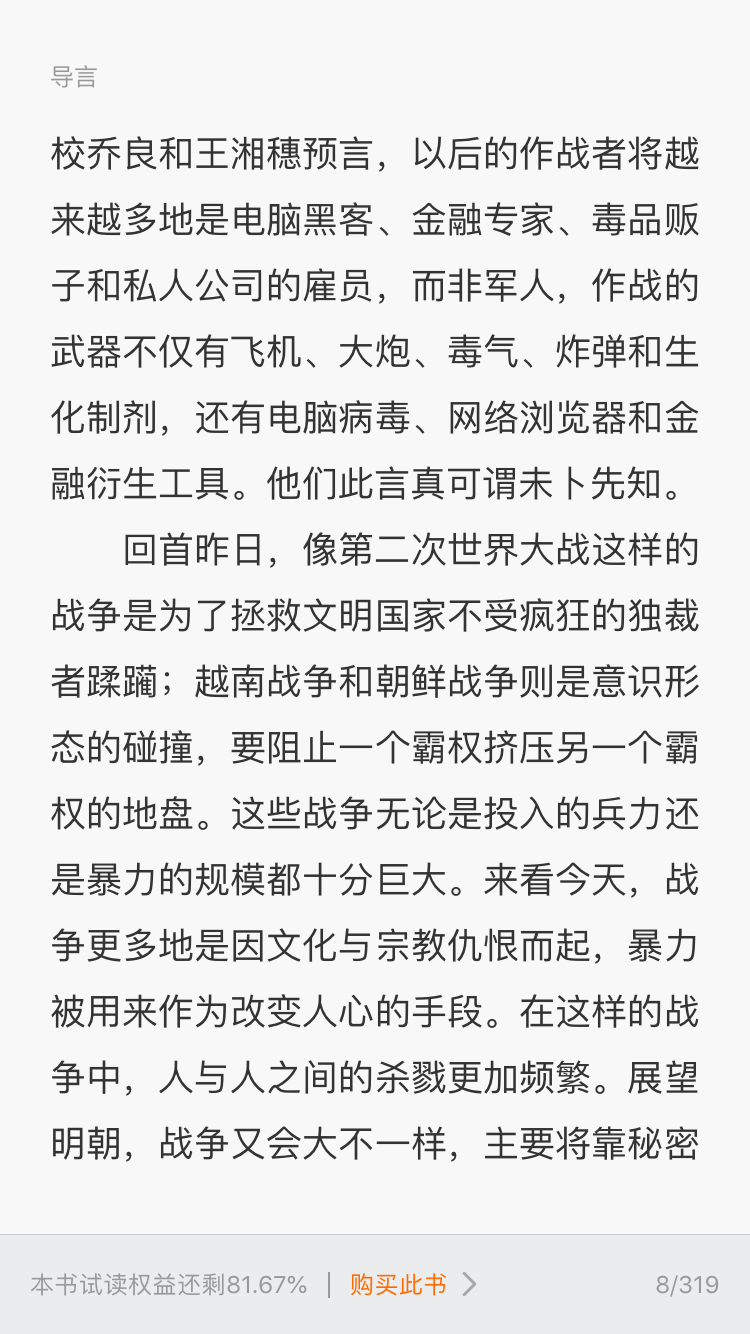 导言
校乔良和王湘穗预言，以后的作战者将越
来越多地是电脑黑客、金融专家、毒品贩
子和私人公司的雇员，而非军人，作战的
武器不仅有飞机、大炮、毒气、炸弹和生
化制剂，还有电脑病毒、网络浏览器和金
融衍生工具。他们此言真可谓未卜先知。
回首昨日，像第二次世界大战这样的
战争是为了拯救文明国家不受疯狂的独裁
者蹂躏；越南战争和朝鲜战争则是意识形
态的碰撞，要阻止一个霸权挤压另一个霸
权的地盘。这些战争无论是投入的兵力还
是暴力的规模都十分巨大。来看今天，战
争更多地是因文化与宗教仇恨而起，暴力
被用来作为改变人心的手段。在这样的战
争中，人与人之间的杀戮更加频繁。展望
明朝，战争又会大不一样，主要将靠秘密
本书试读权益还剩81.67% | 购买此书 >
8/319